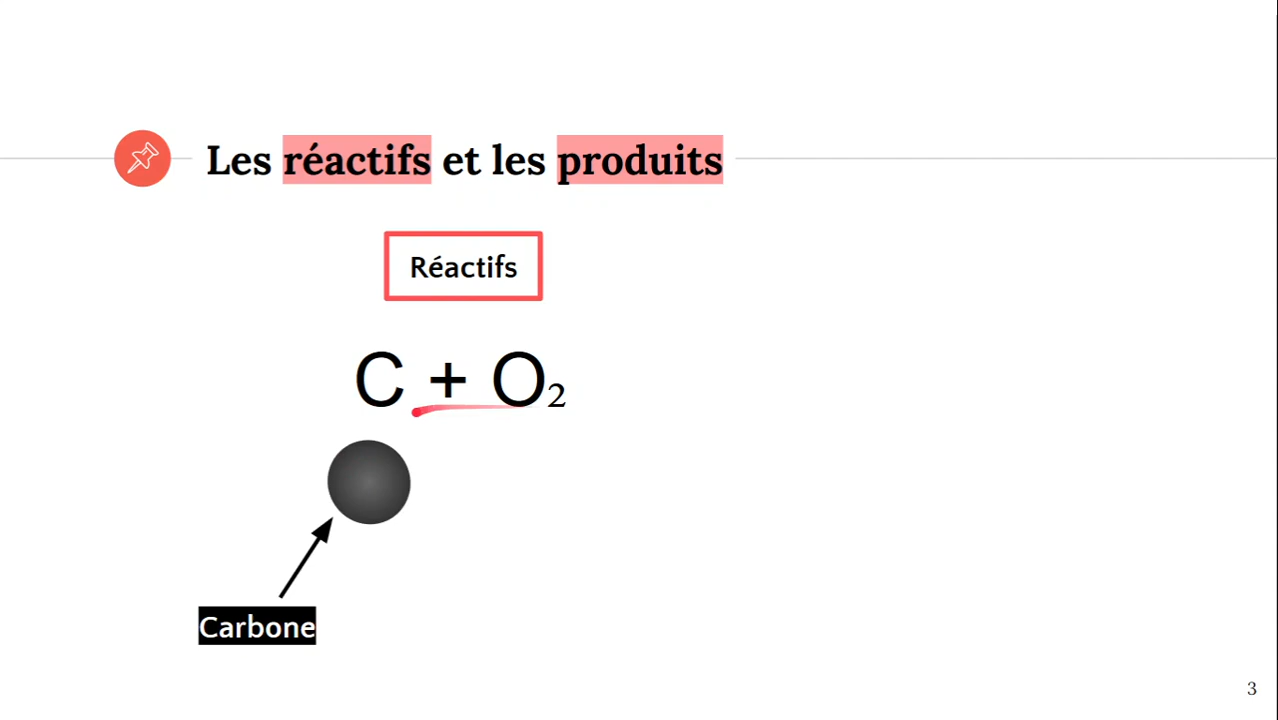 Les réactifs et les produits
Réactifs
C + O₂
Carbone
3